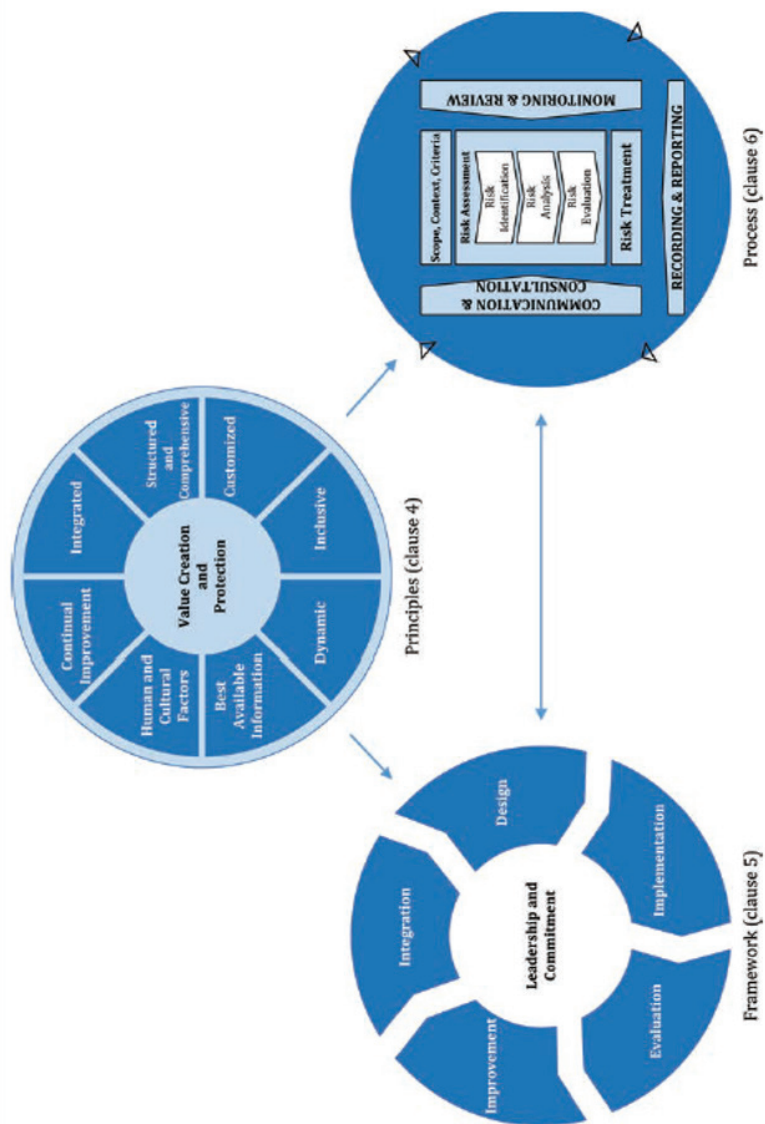 Integrated
Structured
and
Comprehensive
Customized
Inclusive
Dynamic
Best
Available
Information
Human and
Cultural
Factors
Continual
Improvement
Value Creation
and
Protection
Principles (clause 4)
Integration
Design
Implementation
Evaluation
Improvement
Leadership and
Commitment
Framework (clause 5)
Scope, Context, Criteria
Risk Assessment
Risk
Identification
Risk
Analysis
Risk
Evaluation
Risk Treatment
COMMUNICATION &
CONSULTATION
MONITORING & REVIEW
RECORDING & REPORTING
Process (clause 6)